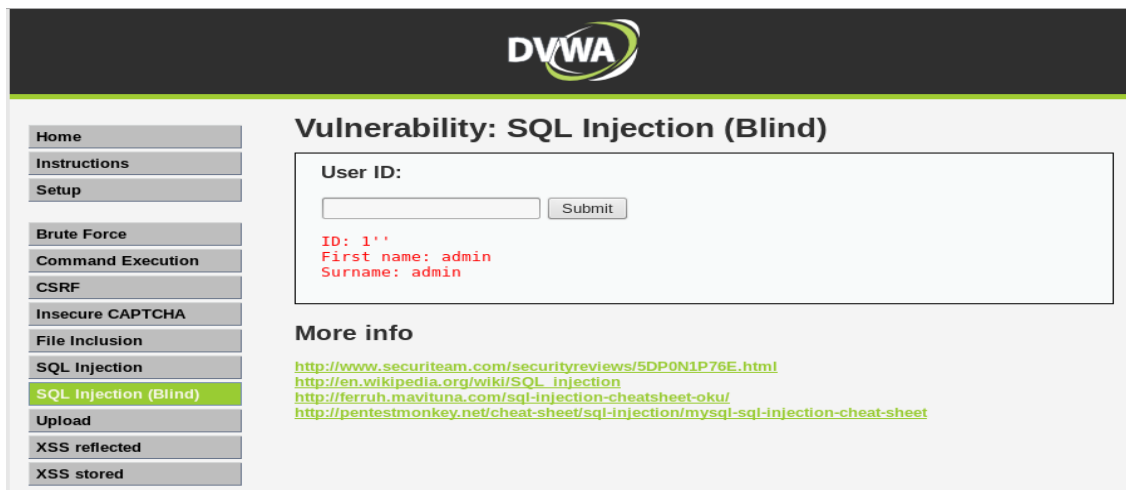 DVWA
Home
Instructions
Setup
Brute Force
Command Execution
CSRF
Insecure CAPTCHA
File Inclusion
SQL Injection
SQL Injection (Blind)
Upload
XSS reflected
XSS stored
Vulnerability: SQL Injection (Blind)
User ID:
Submit
ID: 1''
First name: admin
Surname: admin
More info
http://www.securiteam.com/securityreviews/5DP0N1P76E.html
http://en.wikipedia.org/wiki/SQL_injection
http://ferruh.mavituna.com/sql-injection-cheatsheet-oku/
http://pentestmonkey.net/cheat-sheet/sql-injection/mysql-sql-injection-cheat-sheet